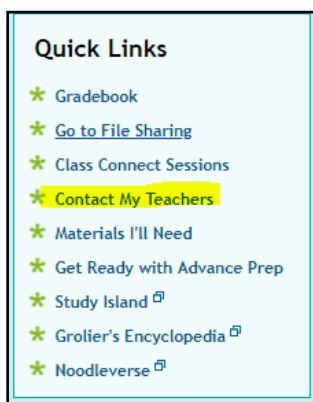 Quick Links
Gradebook
Go to File Sharing
Class Connect Sessions
Contact My Teachers
Materials I'll Need
Get Ready with Advance Prep
Study Island
Grolier's Encyclopedia
Noodleverse